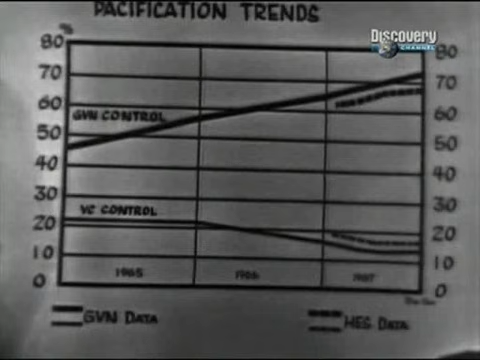 PACIFICATION TRENDS
Discovery
CHANNEL
%
80 80
70 70
60 60
GVN CONTROL
50 50
40 40
30 30
VC CONTROL
20 20
10 10
0 0
1965 1966 1967
GVN DATA HES DATA